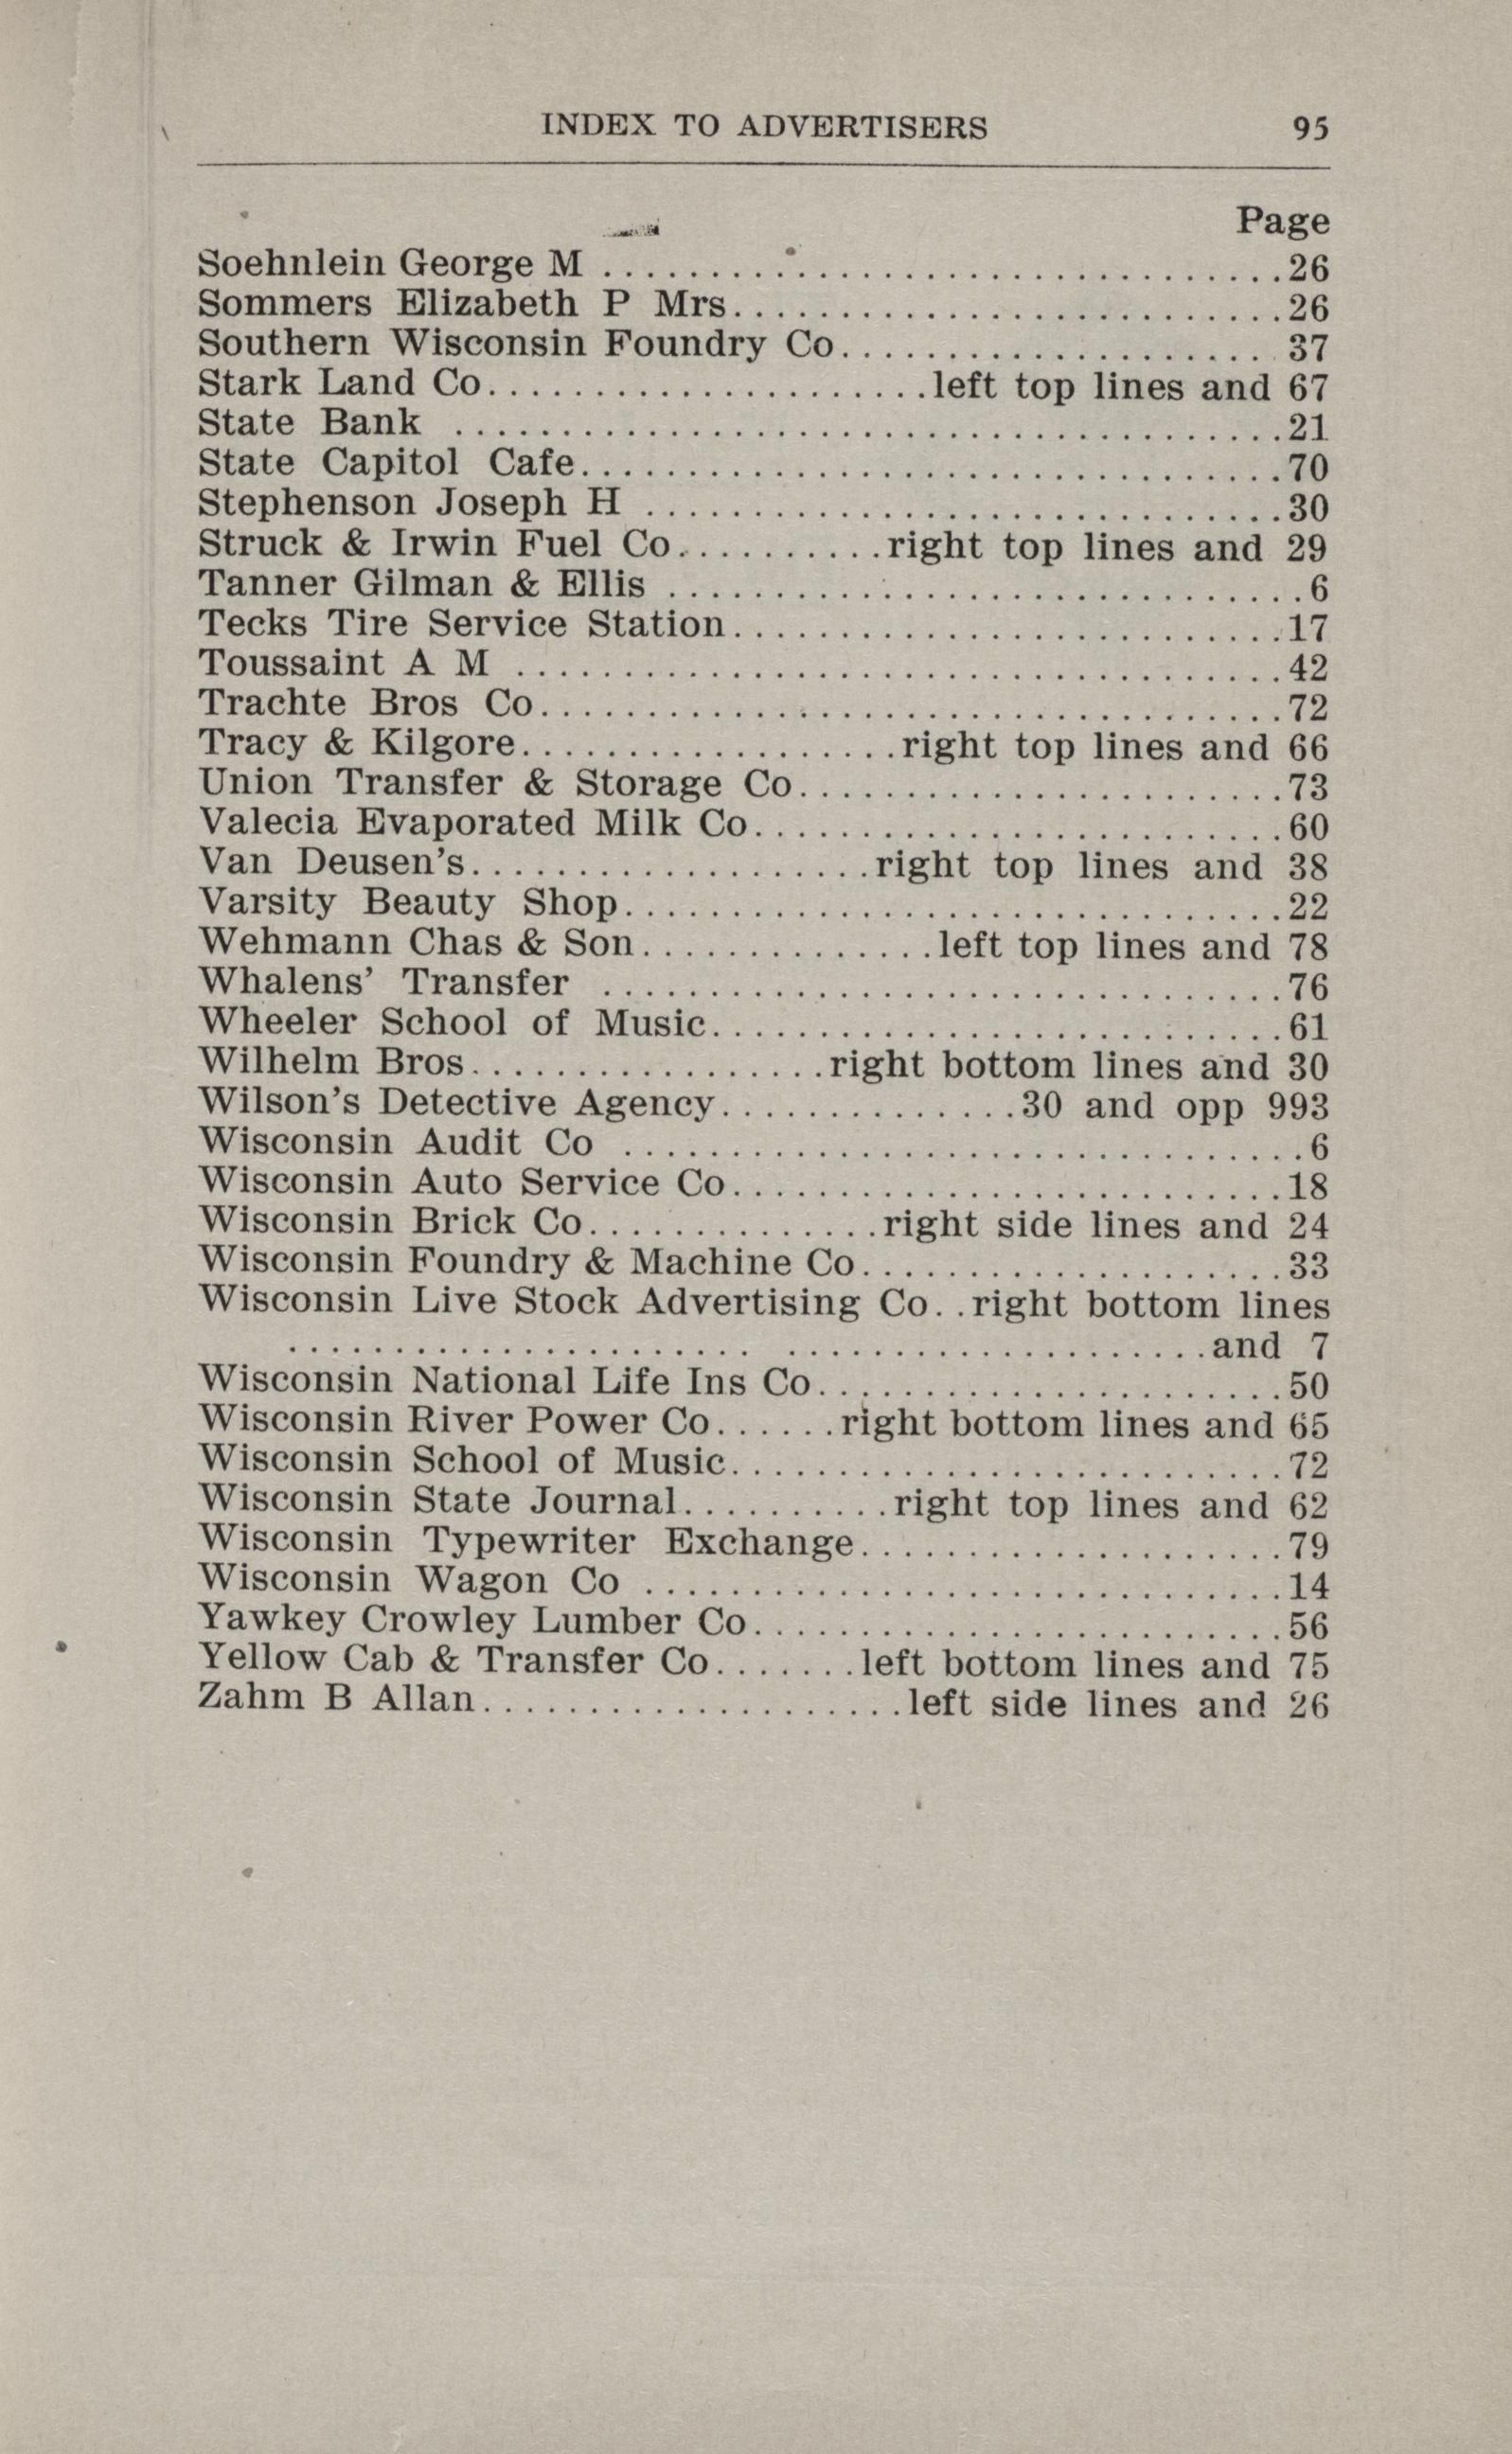 INDEX TO ADVERTISERS 95
Page
Soehnlein George M ................................26
Sommers Elizabeth P Mrs..........................26
Southern Wisconsin Foundry Co.................... 37
Stark Land Co.....................left top lines and 67
State Bank .......................................21
State Capitol Cafe.................................70
Stephenson Joseph H ..............................30
Struck & Irwin Fuel Co..........right top lines and 29
Tanner Gilman & Ellis ..............................6
Tecks Tire Service Station..........................17
Toussaint A M ....................................42
Trachte Bros Co...................................72
Tracy & Kilgore..................right top lines and 66
Union Transfer & Storage Co.......................73
Valecia Evaporated Milk Co.........................60
Van Deusen's...................right top lines and 38
Varsity Beauty Shop...............................22
Wehmann Chas & Son..............left top lines and 78
Whalens' Transfer ................................76
Wheeler School of Music...........................61
Wilhelm Bros.................right bottom lines and 30
Wilson's Detective Agency..............30 and opp 993
Wisconsin Audit Co ................................6
Wisconsin Auto Service Co..........................18
Wisconsin Brick Co..............right side lines and 24
Wisconsin Foundry & Machine Co....................33
Wisconsin Live Stock Advertising Co..right bottom lines
...................... ....................and 7
Wisconsin National Life Ins Co......................50
Wisconsin River Power Co......right bottom lines and 65
Wisconsin School of Music..........................72
Wisconsin State Journal..........right top lines and 62
Wisconsin Typewriter Exchange....................79
Wisconsin Wagon Co ..............................14
Yawkey Crowley Lumber Co.........................56
Yellow Cab & Transfer Co.......left bottom lines and 75
Zahm B Allan....................left side lines and 26